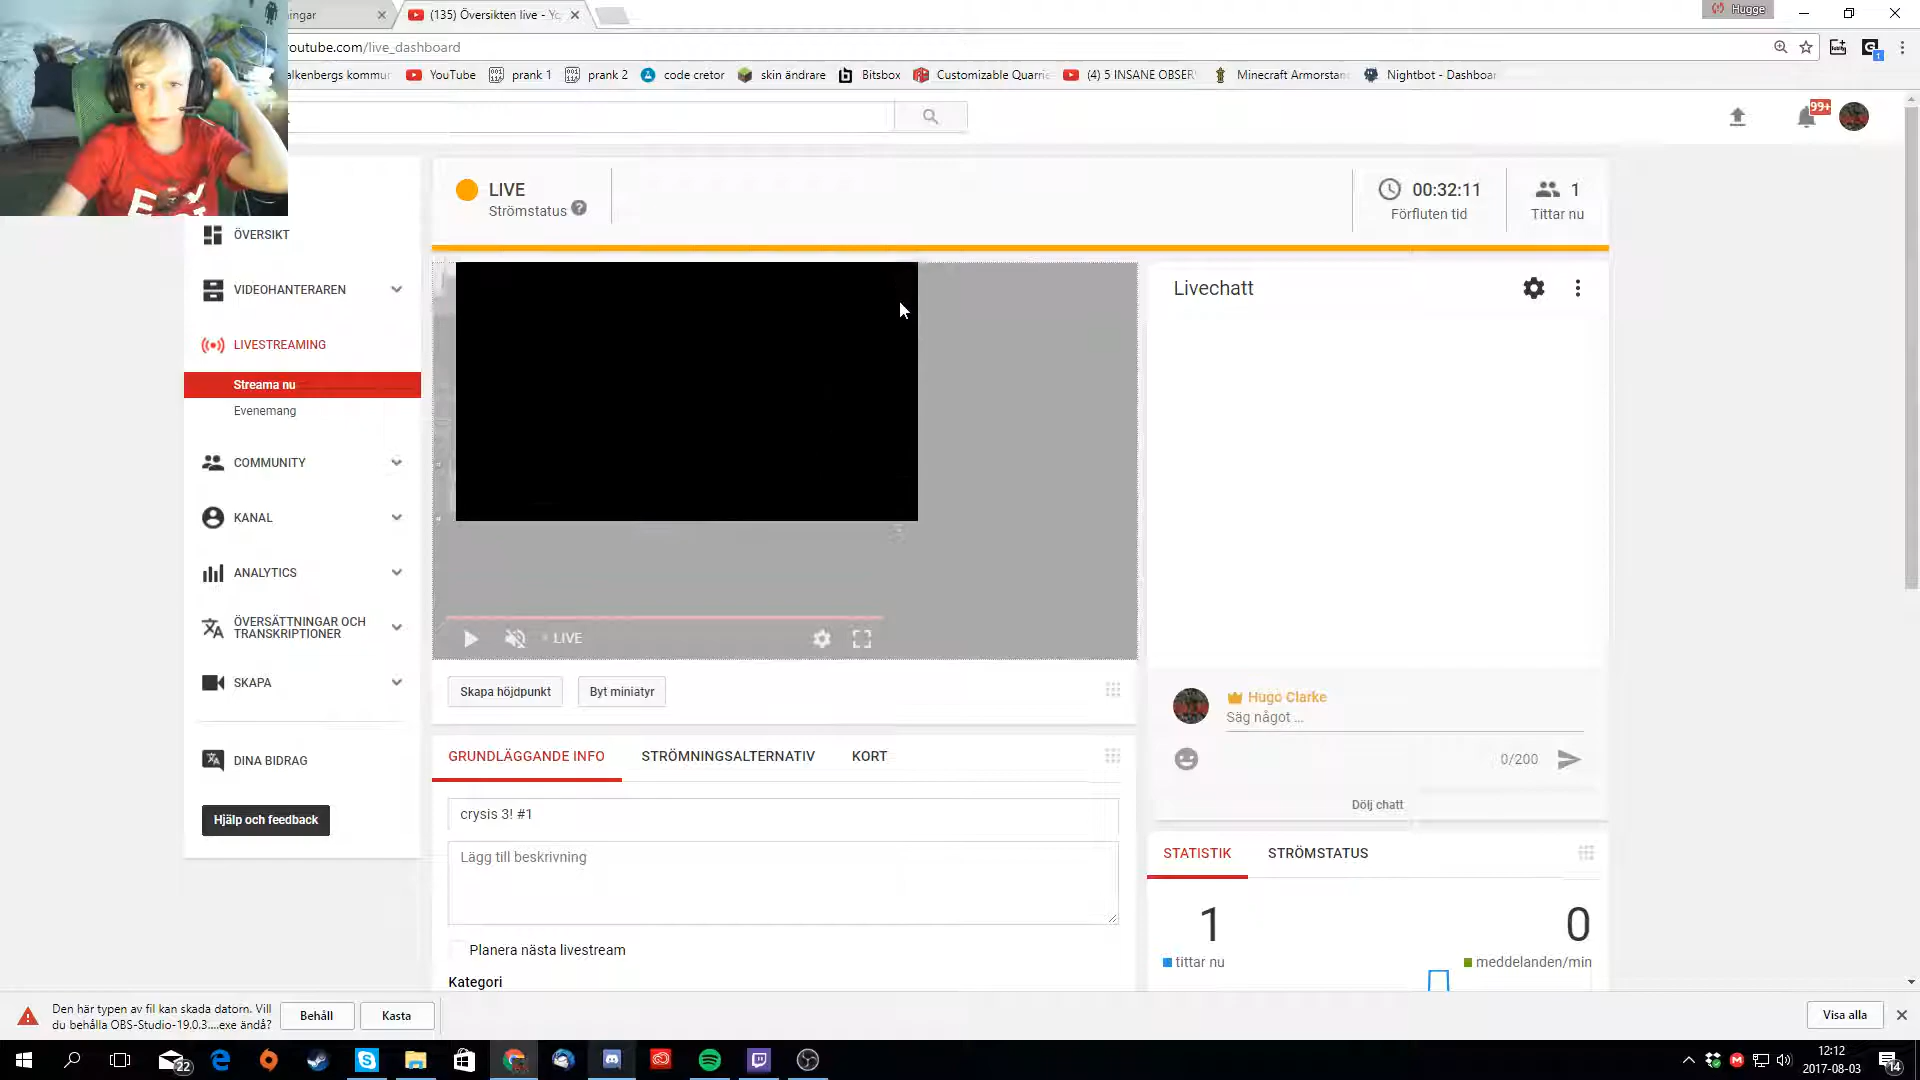 ningar
(135) Översikten live - Yo
Hugge
youtube.com/live_dashboard
alkenbergs kommun
YouTube
prank 1
prank 2
code cretor
skin ändrare
Bitsbox
Customizable Quarri
(4) 5 INSANE OBSER
Minecraft Armorstan
Nightbot - Dashboar
99+
LIVE
Strömstatus
00:32:11
Förfluten tid
1
Tittar nu
ÖVERSIKT
VIDEOHANTERAREN
LIVESTREAMING
Streama nu
Evenemang
COMMUNITY
KANAL
ANALYTICS
ÖVERSÄTTNINGAR OCH
TRANSKRIPTIONER
SKAPA
DINA BIDRAG
Hjälp och feedback
LIVE
Skapa höjdpunkt
Byt miniatyr
GRUNDLÄGGANDE INFO
STRÖMNINGSALTERNATIV
KORT
crysis 3! #1
Lägg till beskrivning
Planera nästa livestream
Kategori
Livechatt
Hugo Clarke
Säg något ...
0/200
Dölj chatt
STATISTIK
STRÖMSTATUS
1
tittar nu
0
meddelanden/min
Den här typen av fil kan skada datorn. Vill
du behålla OBS-Studio-19.0.3....exe ändå?
Behåll
Kasta
Visa alla
22
12:12
2017-08-03
14